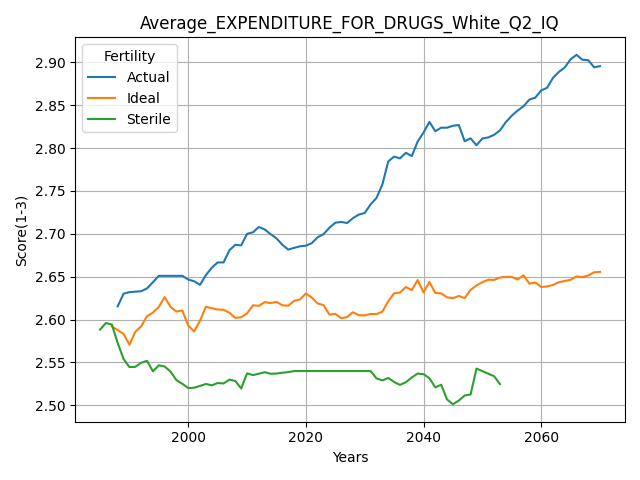 Average_EXPENDITURE_FOR_DRUGS_White_Q2_IQ
Fertility
Actual
Ideal
Sterile
Score(1-3)
2.90
2.85
2.80
2.75
2.70
2.65
2.60
2.55
2.50
2000
2020
2040
2060
Years